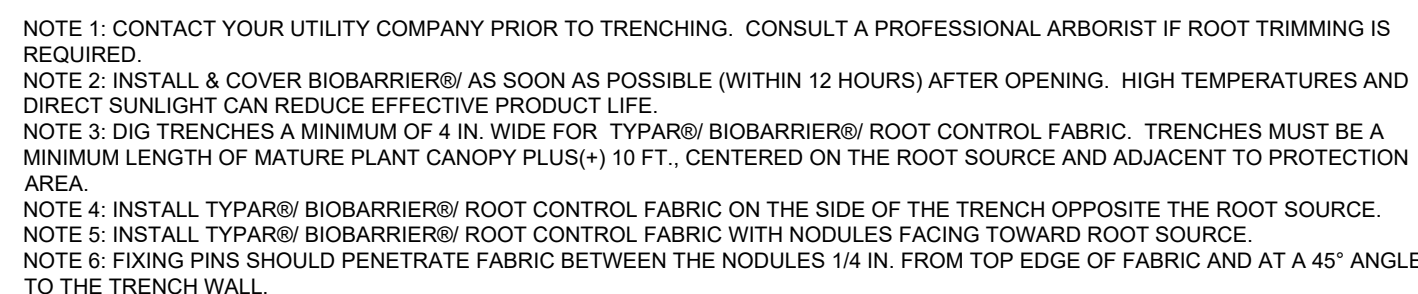 NOTE 1: CONTACT YOUR UTILITY COMPANY PRIOR TO TRENCHING.  CONSULT A PROFESSIONAL ARBORIST IF ROOT TRIMMING IS
REQUIRED.
NOTE 2: INSTALL & COVER BIOBARRIER®/ AS SOON AS POSSIBLE (WITHIN 12 HOURS) AFTER OPENING.  HIGH TEMPERATURES AND
DIRECT SUNLIGHT CAN REDUCE EFFECTIVE PRODUCT LIFE.
NOTE 3: DIG TRENCHES A MINIMUM OF 4 IN. WIDE FOR  TYPAR®/ BIOBARRIER®/ ROOT CONTROL FABRIC.  TRENCHES MUST BE A
MINIMUM LENGTH OF MATURE PLANT CANOPY PLUS(+) 10 FT., CENTERED ON THE ROOT SOURCE AND ADJACENT TO PROTECTION
AREA.
NOTE 4: INSTALL TYPAR®/ BIOBARRIER®/ ROOT CONTROL FABRIC ON THE SIDE OF THE TRENCH OPPOSITE THE ROOT SOURCE.
NOTE 5: INSTALL TYPAR®/ BIOBARRIER®/ ROOT CONTROL FABRIC WITH NODULES FACING TOWARD ROOT SOURCE.
NOTE 6: FIXING PINS SHOULD PENETRATE FABRIC BETWEEN THE NODULES 1/4 IN. FROM TOP EDGE OF FABRIC AND AT A 45° ANGLE
TO THE TRENCH WALL.